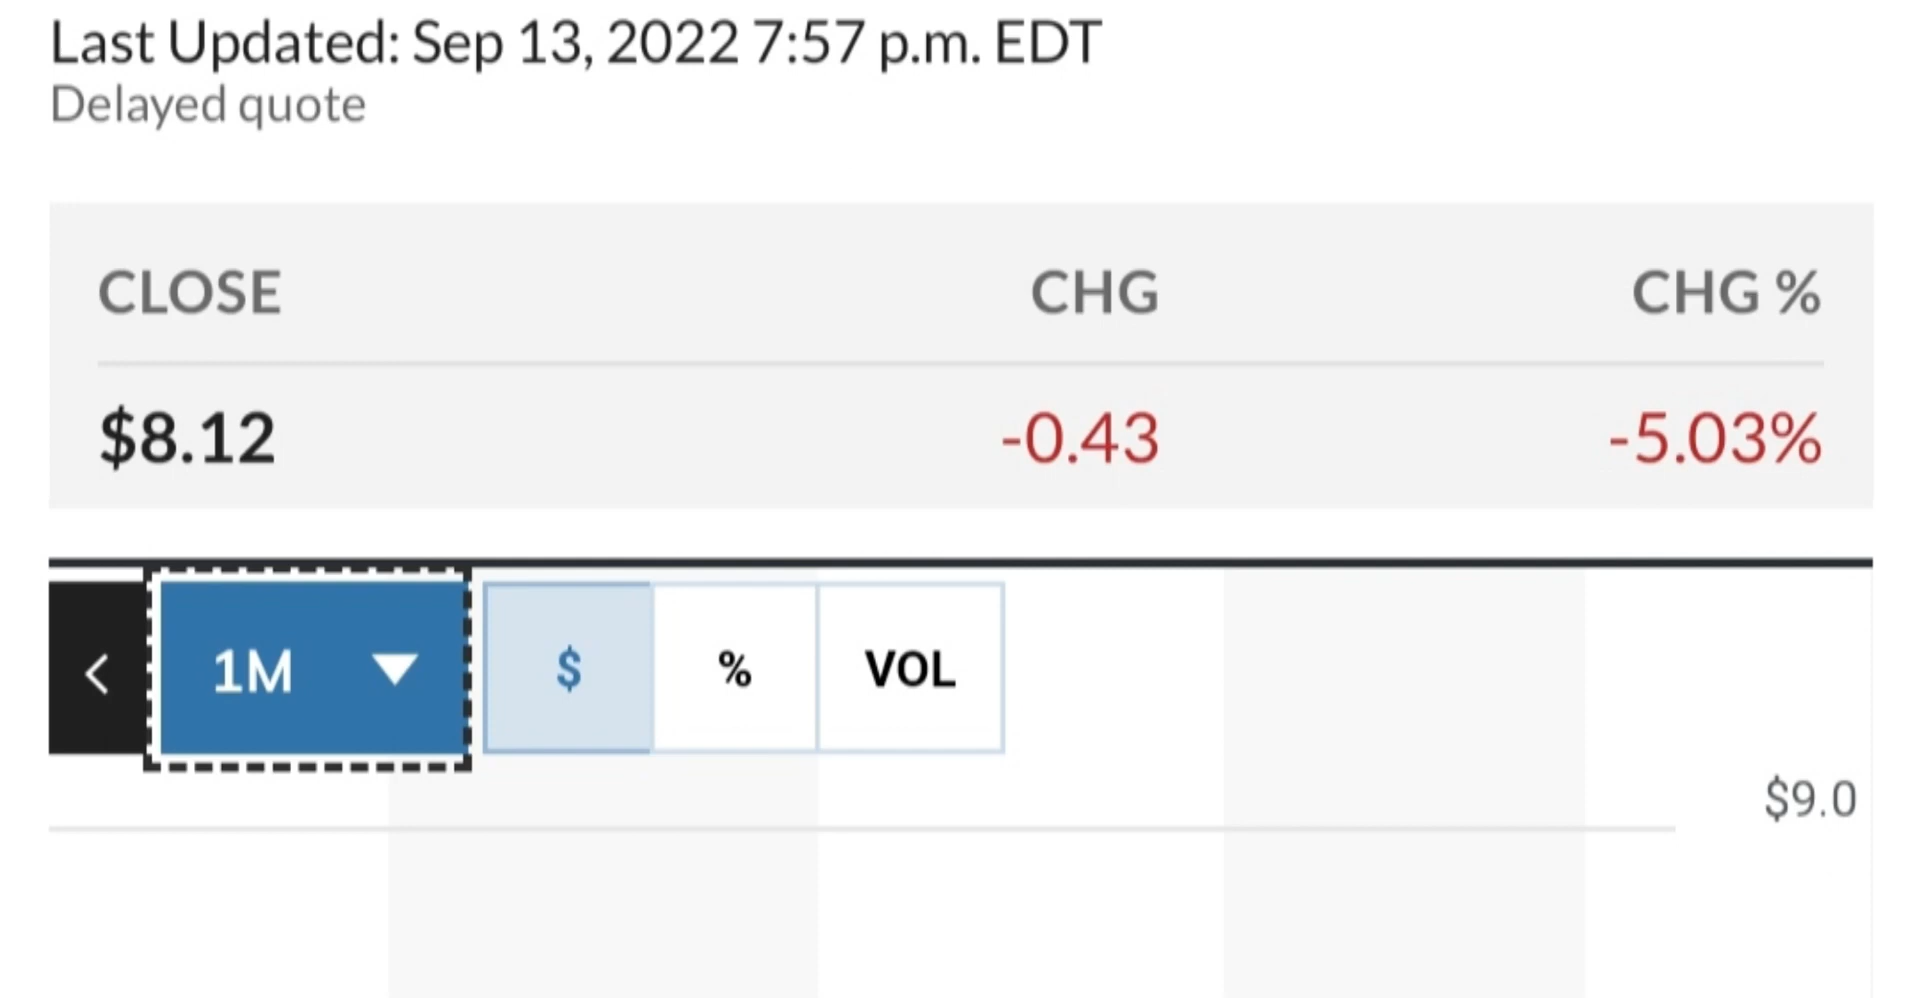 Last Updated: Sep 13, 2022 7:57 p.m. EDT
Delayed quote
CLOSE CHG CHG %
$8.12 -0.43 -5.03%
1M $ % VOL
$9.0